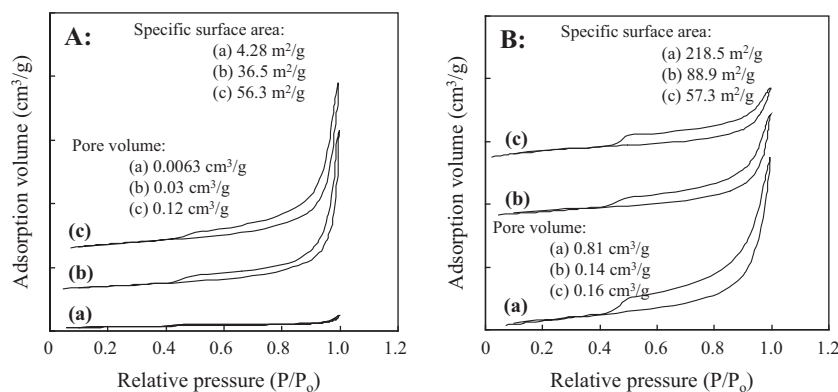 A:
Specific surface area:
(a) 4.28 m²/g
(b) 36.5 m²/g
(c) 56.3 m²/g
Pore volume:
(a) 0.0063 cm³/g
(b) 0.03 cm³/g
(c) 0.12 cm³/g
(c)
(b)
(a)
Adsorption volume (cm³/g)
0 0.2 0.4 0.6 0.8 1.0 1.2
Relative pressure (P/Pₒ)
B:
Specific surface area:
(a) 218.5 m²/g
(b) 88.9 m²/g
(c) 57.3 m²/g
(c)
(b)
Pore volume:
(a) 0.81 cm³/g
(b) 0.14 cm³/g
(c) 0.16 cm³/g
(a)
Adsorption volume (cm³/g)
0 0.2 0.4 0.6 0.8 1.0 1.2
Relative pressure (P/Pₒ)